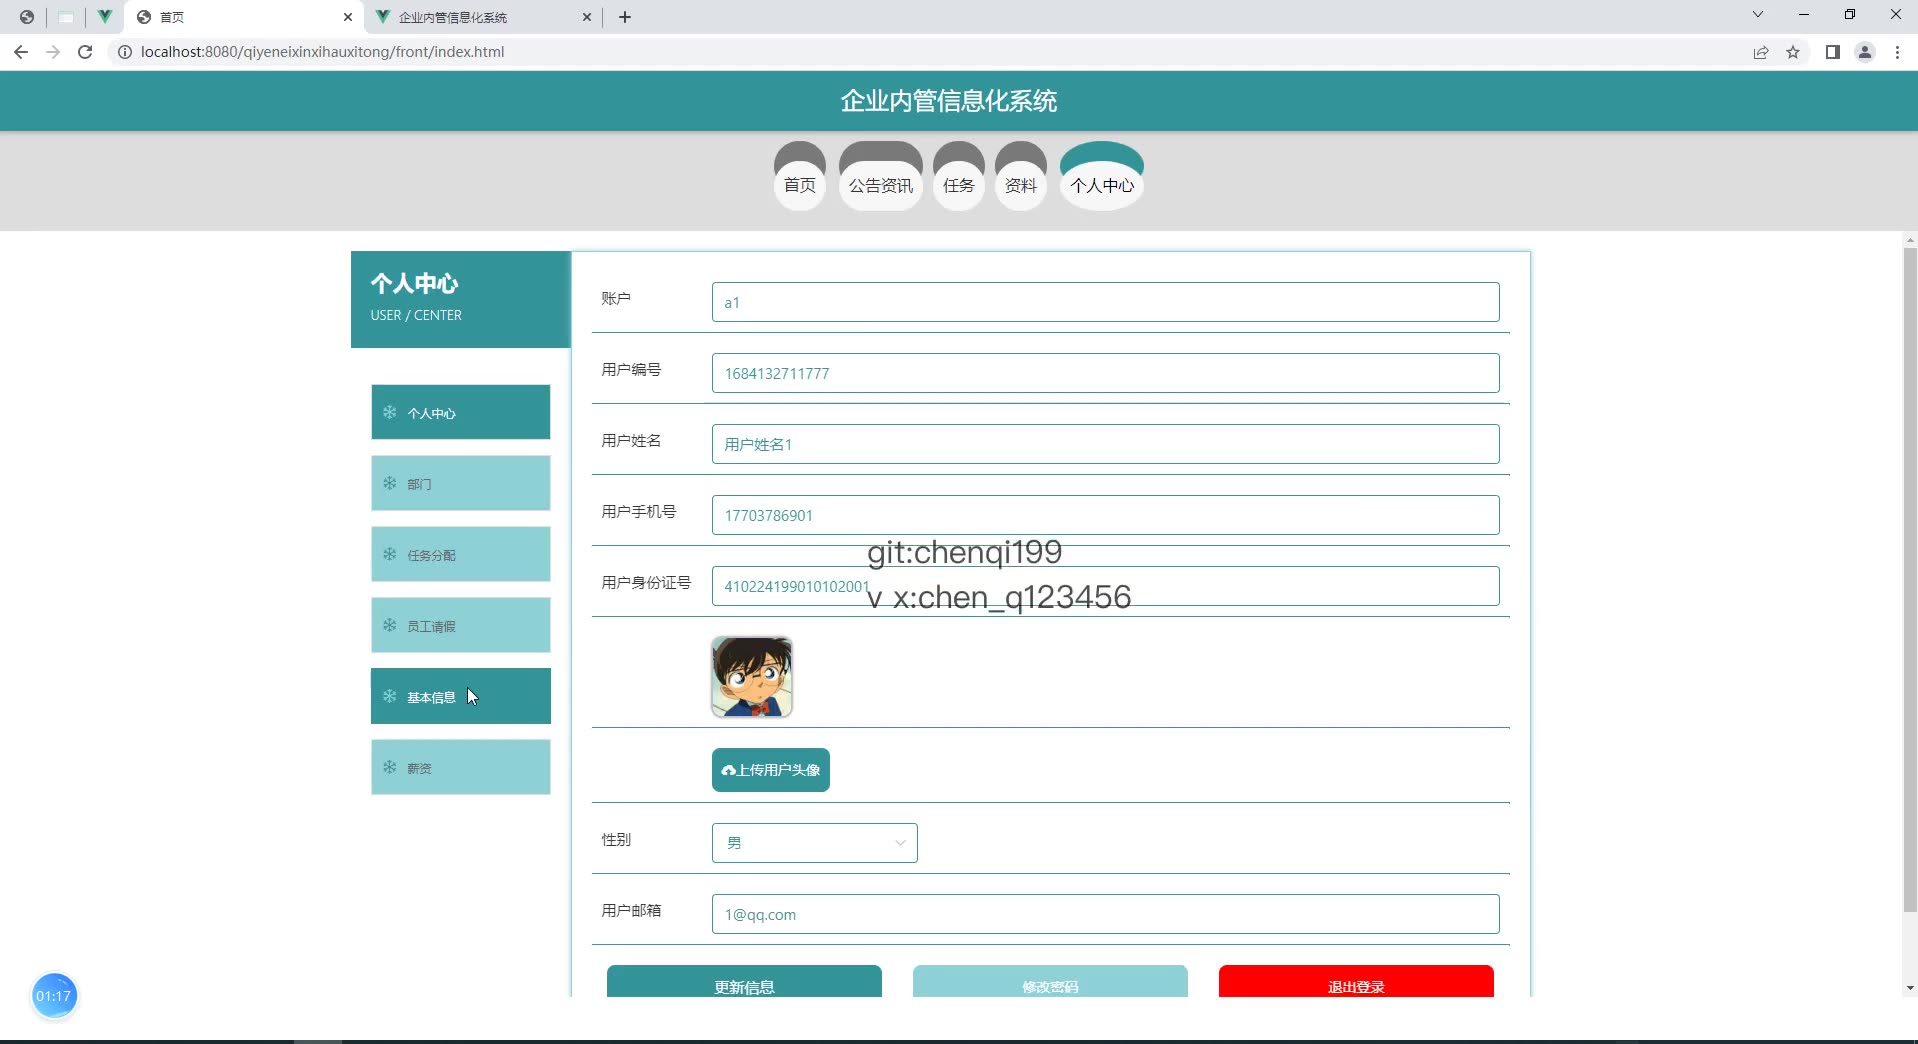 首页
企业内管信息化系统
localhost:8080/qiyeneixinxihauxitong/front/index.html
企业内管信息化系统
首页
公告资讯
任务
资料
个人中心
个人中心
USER / CENTER
个人中心
部门
任务分配
员工请假
基本信息
薪资
账户
a1
用户编号
1684132711777
用户姓名
用户姓名1
用户手机号
17703786901
git:chenqi199
用户身份证号
410224199010102001
v x:chen_q123456
上传用户头像
性别
男
用户邮箱
1@qq.com
更新信息
修改密码
退出登录
01:17